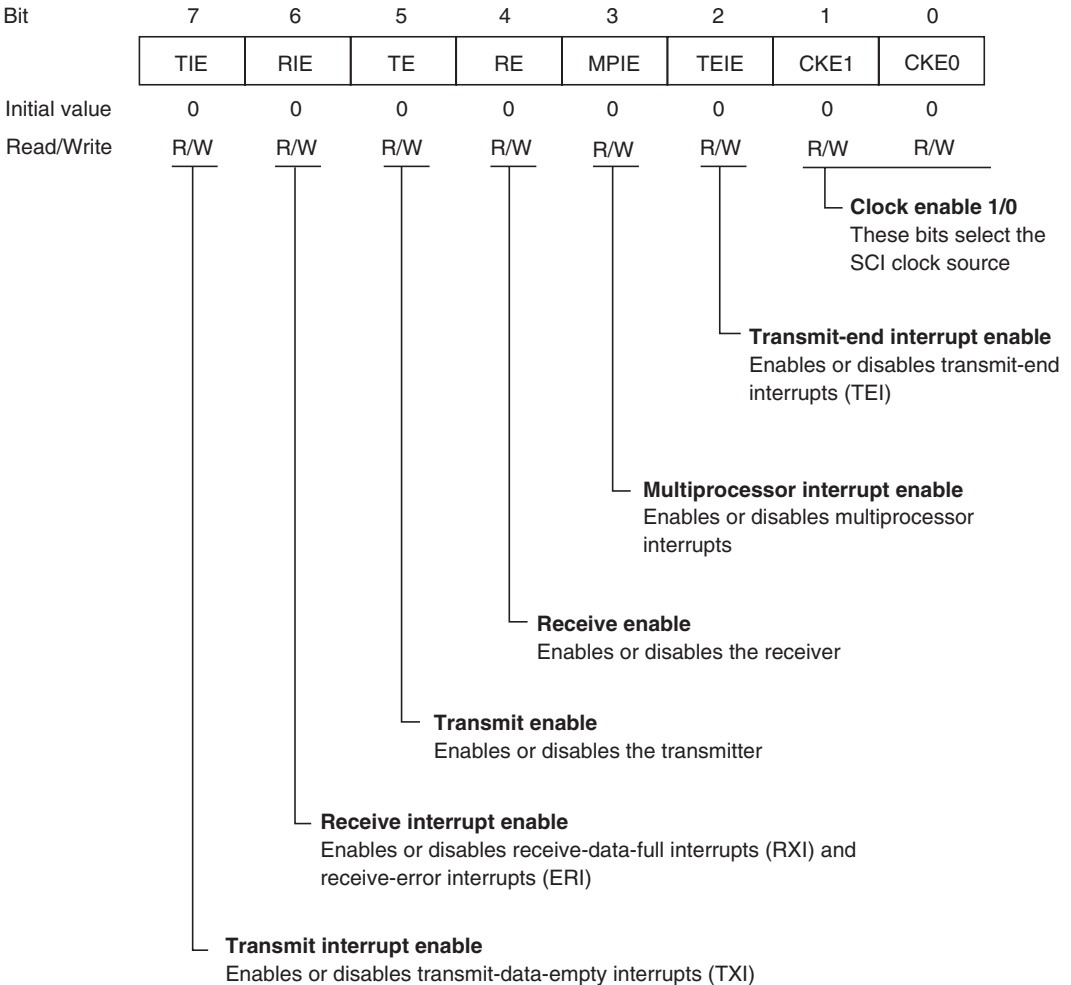 Bit 7 6 5 4 3 2 1 0
TIE RIE TE RE MPIE TEIE CKE1 CKE0
Initial value 0 0 0 0 0 0 0 0
Read/Write R/W R/W R/W R/W R/W R/W R/W R/W
Clock enable 1/0
These bits select the
SCI clock source
Transmit-end interrupt enable
Enables or disables transmit-end
interrupts (TEI)
Multiprocessor interrupt enable
Enables or disables multiprocessor
interrupts
Receive enable
Enables or disables the receiver
Transmit enable
Enables or disables the transmitter
Receive interrupt enable
Enables or disables receive-data-full interrupts (RXI) and
receive-error interrupts (ERI)
Transmit interrupt enable
Enables or disables transmit-data-empty interrupts (TXI)